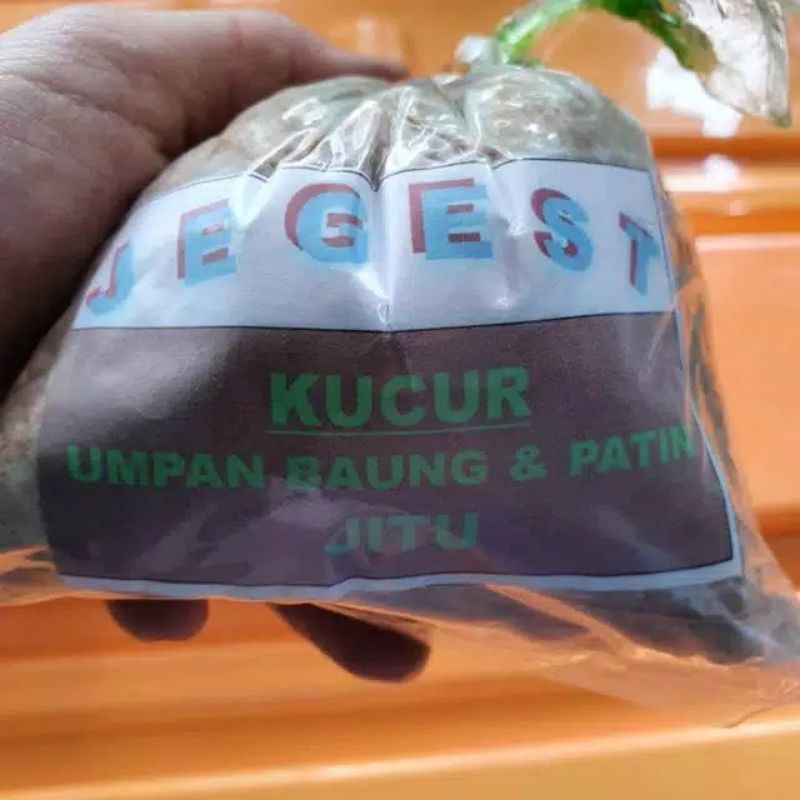 JEGEST
KUCUR
UMPAN BAUNG & PATIN
JITU